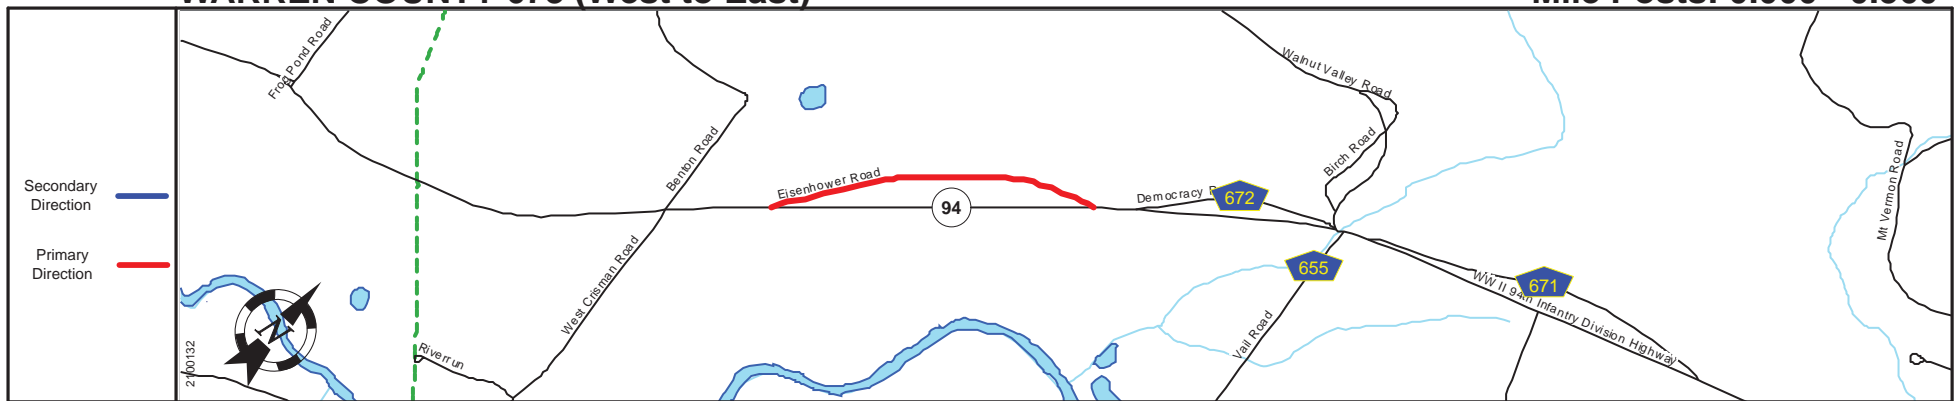 Frog Pond Road
Walnut Valley Road
Benton Road
Birch Road
Mt Vermon Road
Secondary
Direction
Eisenhower Road
Democracy
672
94
Primary
Direction
655
671
West Crisman Road
WW II 94th Infantry Division Highway
N
Vail Road
Riverrun
2100132